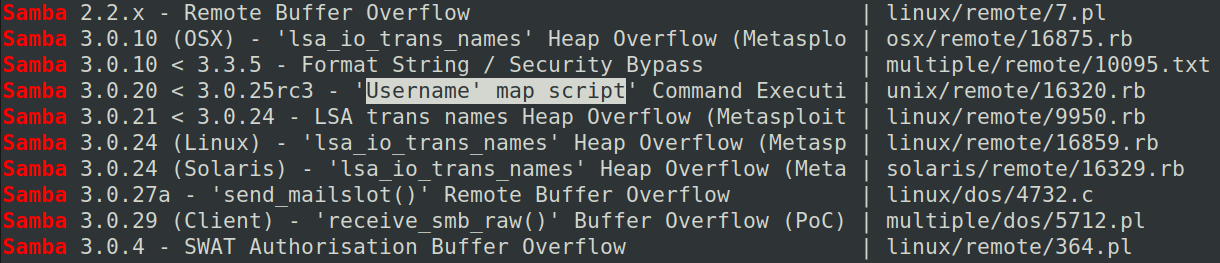 Samba 2.2.x - Remote Buffer Overflow | linux/remote/7.pl
Samba 3.0.10 (OSX) - 'lsa_io_trans_names' Heap Overflow (Metasplo | osx/remote/16875.rb
Samba 3.0.10 < 3.3.5 - Format String / Security Bypass | multiple/remote/10095.txt
Samba 3.0.20 < 3.0.25rc3 - 'Username' map script' Command Executi | unix/remote/16320.rb
Samba 3.0.21 < 3.0.24 - LSA trans names Heap Overflow (Metasploit | linux/remote/9950.rb
Samba 3.0.24 (Linux) - 'lsa_io_trans_names' Heap Overflow (Metasp | linux/remote/16859.rb
Samba 3.0.24 (Solaris) - 'lsa_io_trans_names' Heap Overflow (Meta | solaris/remote/16329.rb
Samba 3.0.27a - 'send_mailslot()' Remote Buffer Overflow | linux/dos/4732.c
Samba 3.0.29 (Client) - 'receive_smb_raw()' Buffer Overflow (PoC) | multiple/dos/5712.pl
Samba 3.0.4 - SWAT Authorisation Buffer Overflow | linux/remote/364.pl